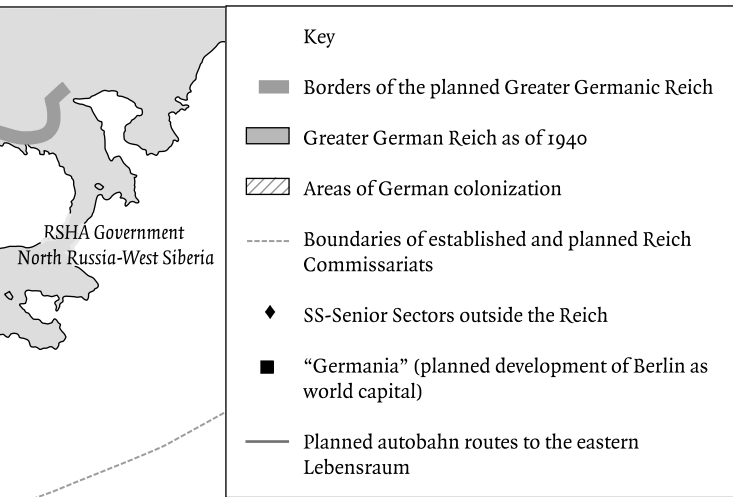 Key
Borders of the planned Greater Germanic Reich
Greater German Reich as of 1940
Areas of German colonization
Boundaries of established and planned Reich
Commissariats
SS-Senior Sectors outside the Reich
“Germania” (planned development of Berlin as
world capital)
Planned autobahn routes to the eastern
Lebensraum
RSHA Government
North Russia-West Siberia